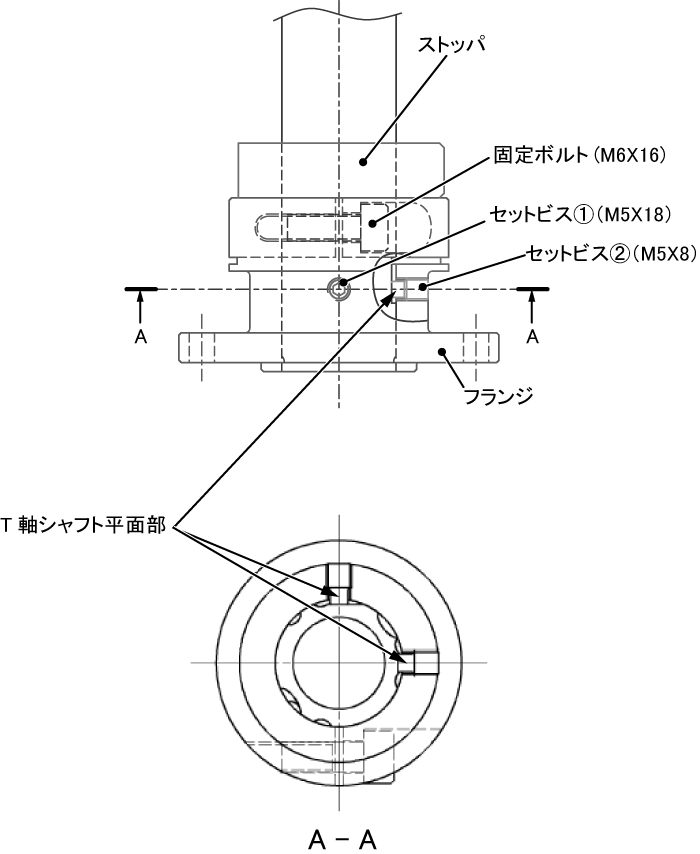 ストッパ
固定ボルト(M6X16)
セットビス①(M5X18)
セットビス②(M5X8)
A
A
フランジ
T 軸シャフト平面部
A - A